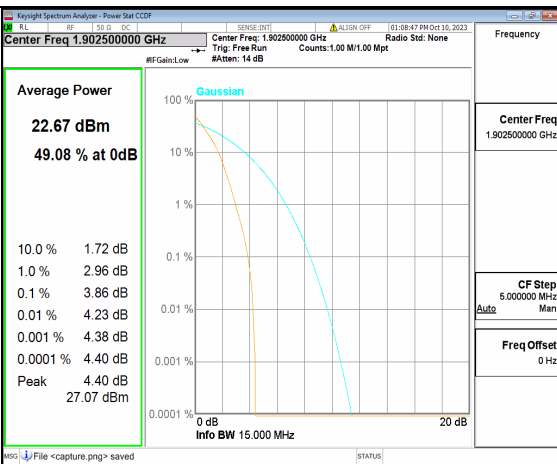 Keysight Spectrum Analyzer - Power Stat CCDF
RL RF 50 Ω DC SENSE:INT ALIGN OFF 01:08:47 PM Oct 10, 2023
Center Freq 1.902500000 GHz
Center Freq: 1.902500000 GHz Radio Std: None
Trig: Free Run Counts:1.00 M/1.00 Mpt
#IFGain:Low #Atten: 14 dB
Frequency
Average Power
22.67 dBm
49.08 % at 0dB
10.0 % 1.72 dB
1.0 % 2.96 dB
0.1 % 3.86 dB
0.01 % 4.23 dB
0.001 % 4.38 dB
0.0001 % 4.40 dB
Peak 4.40 dB
27.07 dBm
Gaussian
100 %
10 %
1 %
0.1 %
0.01 %
0.001 %
0.0001 %
0 dB 20 dB
Info BW 15.000 MHz
Center Freq
1.902500000 GHz
CF Step
5.000000 MHz
Auto Man
Freq Offset
0 Hz
MSG File <capture.png> saved STATUS